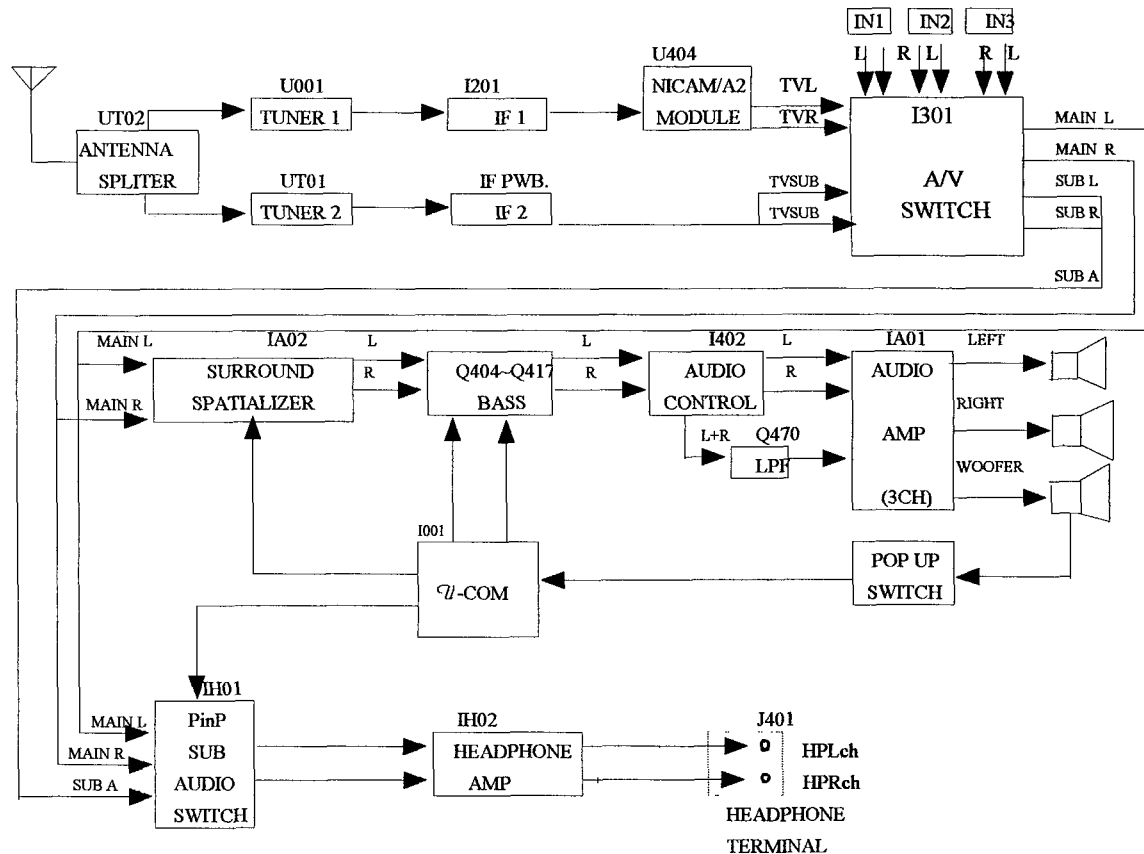 IN1 IN2 IN3
L R L R L
U404
U001 I201 NICAM/A2 TVL
UT02 TUNER 1 IF 1 MODULE TVR I301
ANTENNA
SPLITER
MAIN L
MAIN R
UT01 IF PWB. TVSUB A/V SUB L
TUNER 2 IF 2 TVSUB SWITCH SUB R
SUB A
MAIN L IA02 L L I402 L IA01 LEFT
SURROUND R Q404~Q417 R AUDIO R AUDIO
SPATIALIZER BASS CONTROL
MAIN R RIGHT
L+R Q470 AMP
LPF WOOFER
(3CH)
I001
POP UP
SWITCH
U-COM
IH01
MAIN L PinP IH02 J401
MAIN R SUB HEADPHONE HPLch
SUB A AUDIO AMP HPRch
SWITCH HEADPHONE
TERMINAL